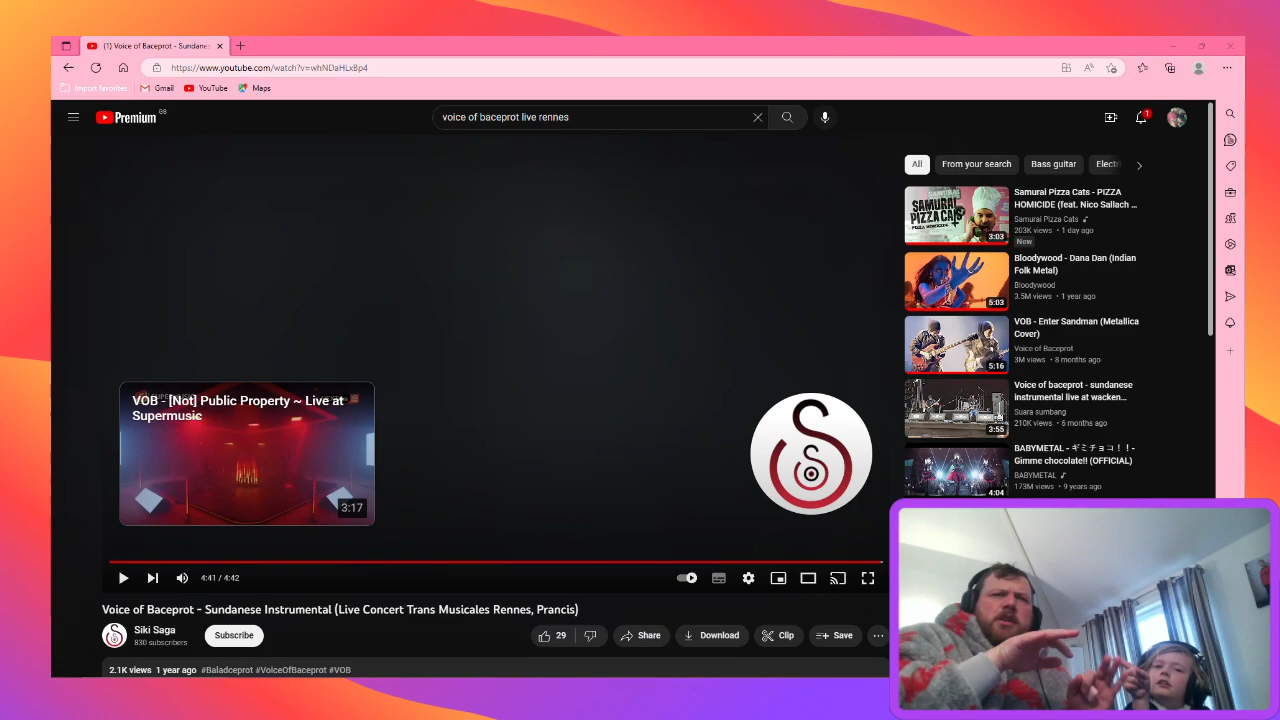 (1) Voice of Baceprot - Sundanes
https://www.youtube.com/watch?v=whNDaHLxBp4
Import favorites
Gmail
YouTube
Maps
Premium
GB
voice of baceprot live rennes
1
All
From your search
Bass guitar
Electr
SAMURAI
PIZZA CATS
3:03
Samurai Pizza Cats - PIZZA
HOMICIDE (feat. Nico Sallach ...
Samurai Pizza Cats
203K views • 1 day ago
New
5:03
Bloodywood - Dana Dan (Indian
Folk Metal)
Bloodywood
3.5M views • 1 year ago
5:16
VOB - Enter Sandman (Metallica
Cover)
Voice of Baceprot
3M views • 8 months ago
3:55
Voice of baceprot - sundanese
instrumental live at wacken...
Suara sumbang
210K views • 6 months ago
4:04
BABYMETAL - ギミチョコ！！-
Gimme chocolate!! (OFFICIAL)
BABYMETAL
173M views • 9 years ago
VOB - [Not] Public Property ~ Live at
Supermusic
3:17
4:41 / 4:42
Voice of Baceprot - Sundanese Instrumental (Live Concert Trans Musicales Rennes, Prancis)
Siki Saga
830 subscribers
Subscribe
29
Share
Download
Clip
Save
2.1K views 1 year ago #Baladceprot #VoiceOfBaceprot #VOB